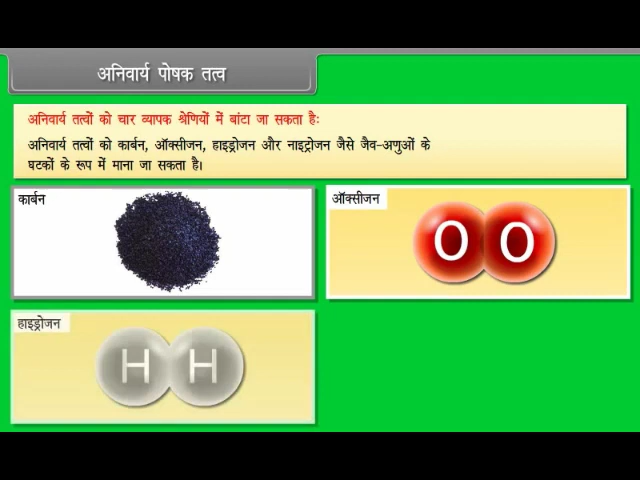 अनिवार्य पोषक तत्व
अनिवार्य तत्वों को चार व्यापक श्रेणियों में बांटा जा सकता हैः
अनिवार्य तत्वों को कार्बन, ऑक्सीजन, हाइड्रोजन और नाइट्रोजन जैसे जैव-अणुओं के
घटकों के रूप में माना जा सकता है।
कार्बन
ऑक्सीजन
O O
हाइड्रोजन
H H